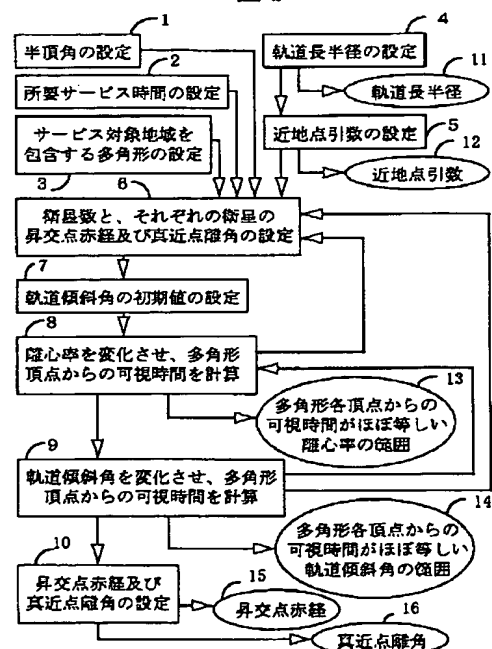 1
半頂角の設定
2
所要サービス時間の設定
サービス対象地域を
包含する多角形の設定
3
4
軌道長半径の設定
11
軌道長半径
近地点引数の設定
5
12
近地点引数
6
衛星数と、それぞれの衛星の
昇交点赤経及び真近点離角の設定
7
軌道傾斜角の初期値の設定
8
離心率を変化させ、多角形
頂点からの可視時間を計算
13
多角形各頂点からの
可視時間がほぼ等しい
離心率の範囲
9
軌道傾斜角を変化させ、多角形
頂点からの可視時間を計算
14
多角形各頂点からの
可視時間がほぼ等しい
軌道傾斜角の範囲
10
昇交点赤経及び
真近点離角の設定
15
昇交点赤経
16
真近点離角